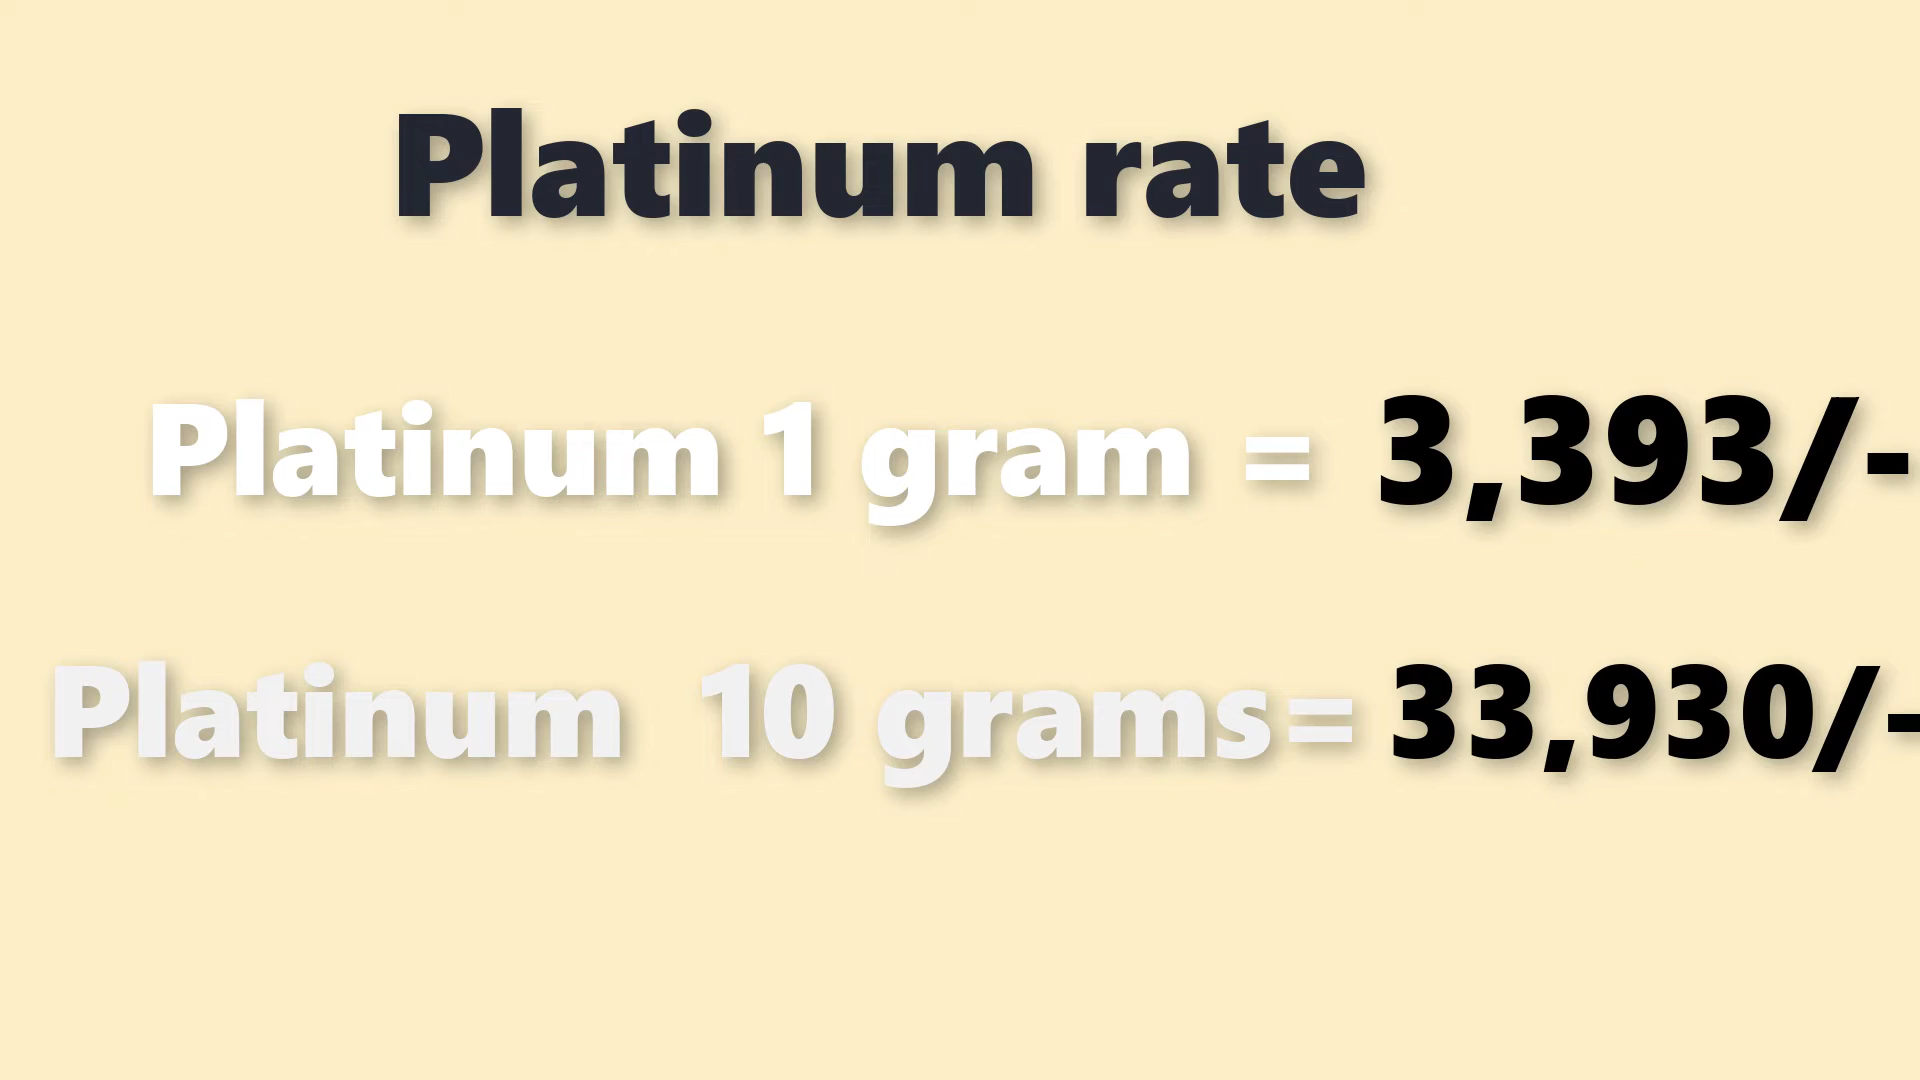 Platinum rate
Platinum 1 gram = 3,393/-
Platinum 10 grams= 33,930/-